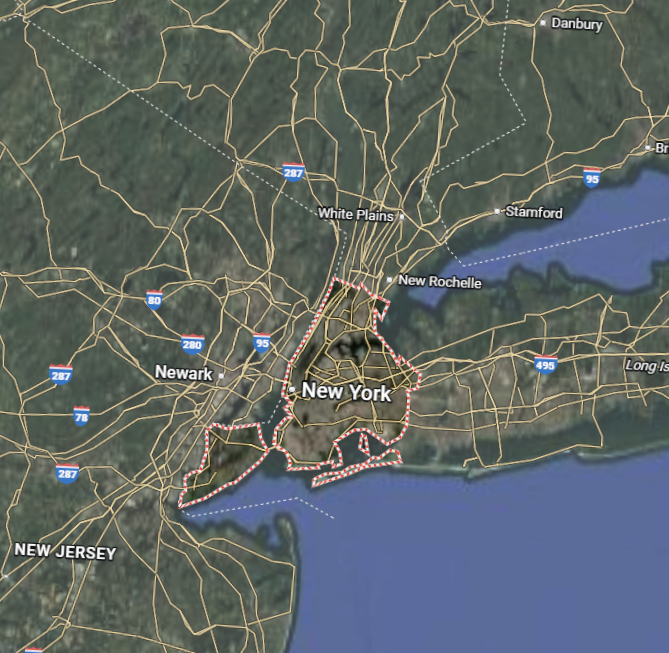 Danbury
Br
287
95
White Plains
Stamford
New Rochelle
80
280
95
495
Long Is
287
Newark
New York
78
287
NEW JERSEY